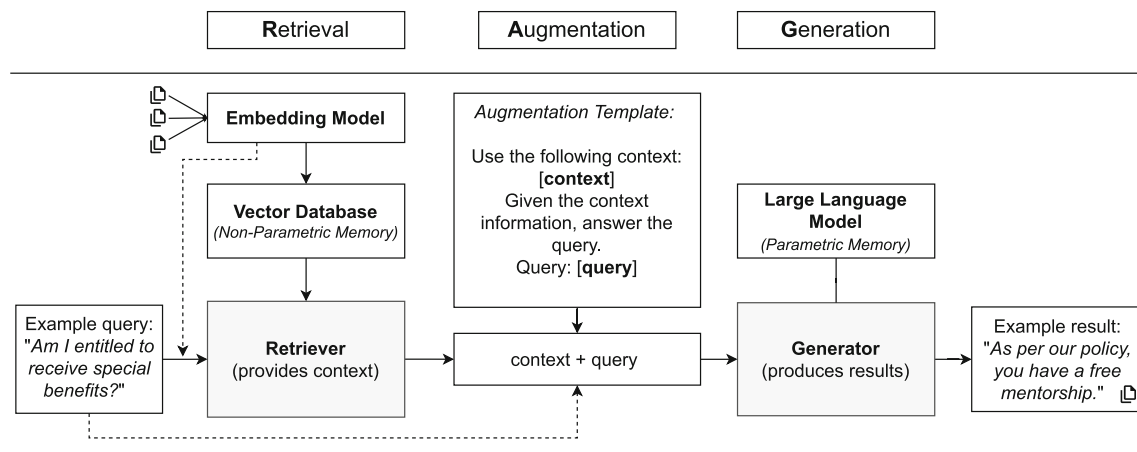 Retrieval
Augmentation
Generation
Embedding Model
Vector Database
(Non-Parametric Memory)
Augmentation Template:
Use the following context:
[context]
Given the context
information, answer the
query.
Query: [query]
Large Language
Model
(Parametric Memory)
Example query:
"Am I entitled to
receive special
benefits?"
Retriever
(provides context)
context + query
Generator
(produces results)
Example result:
"As per our policy,
you have a free
mentorship."